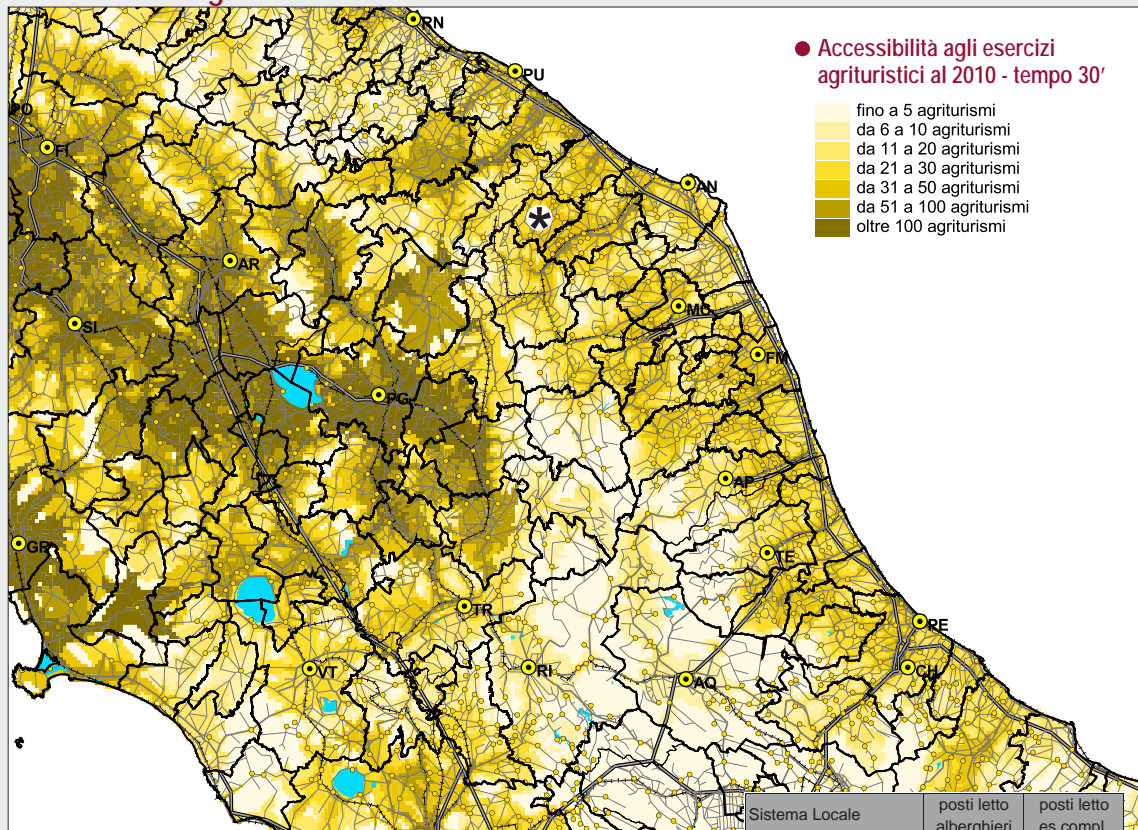 ● Accessibilità agli esercizi
agrituristici al 2010 - tempo 30'
fino a 5 agriturismi
da 6 a 10 agriturismi
da 11 a 20 agriturismi
da 21 a 30 agriturismi
da 31 a 50 agriturismi
da 51 a 100 agriturismi
oltre 100 agriturismi
RN
PU
PO
FI
AN
*
AR
MC
SI
FM
PG
AP
GR
TE
TR
PE
VT
RI
AQ
CH
Sistema Locale
posti letto
alberghieri
posti letto
es.compl.